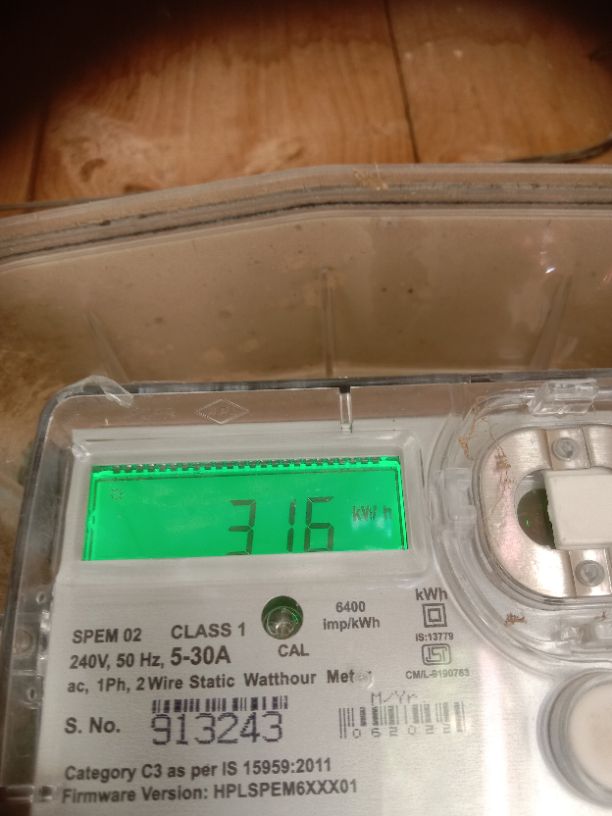 316 kWh
6400
imp/kWh
kWh
SPEM 02 CLASS 1
CAL
IS:13779
240V, 50 Hz, 5-30A
CM/L-9190763
ac, 1Ph, 2 Wire Static Watthour Meter
M/Yr
S. No. 913243
062022
Category C3 as per IS 15959:2011
Firmware Version: HPLSPEM6XXX01